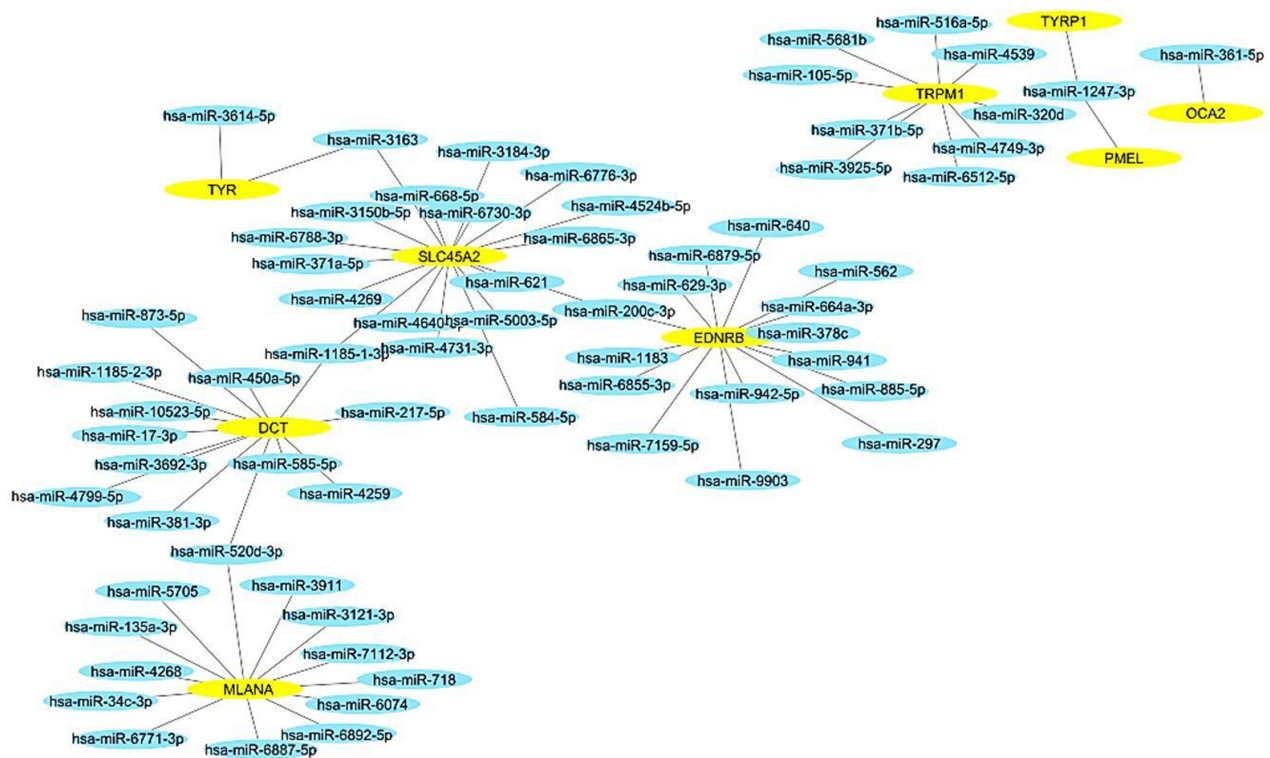 hsa-miR-516a-5p
TYRP1
hsa-miR-5681b
hsa-miR-4539
hsa-miR-361-5p
hsa-miR-105-5p
TRPM1
hsa-miR-1247-3p
hsa-miR-320d
OCA2
hsa-miR-3614-5p
hsa-miR-371b-5p
hsa-miR-3163
hsa-miR-4749-3p
hsa-miR-3184-3p
PMEL
hsa-miR-3925-5p
hsa-miR-6512-5p
hsa-miR-6776-3p
TYR
hsa-miR-668-5p
hsa-miR-3150b-5p
hsa-miR-6730-3p
hsa-miR-4524b-5p
hsa-miR-640
hsa-miR-6788-3p
hsa-miR-6865-3p
hsa-miR-6879-5p
SLC45A2
hsa-miR-371a-5p
hsa-miR-562
hsa-miR-621
hsa-miR-629-3p
hsa-miR-4269
hsa-miR-664a-3p
hsa-miR-873-5p
hsa-miR-200c-3p
hsa-miR-4640-5p
hsa-miR-5003-5p
hsa-miR-378c
EDNRB
hsa-miR-4731-3p
hsa-miR-1185-1-3p
hsa-miR-1183
hsa-miR-941
hsa-miR-1185-2-3p
hsa-miR-450a-5p
hsa-miR-6855-3p
hsa-miR-885-5p
hsa-miR-942-5p
hsa-miR-10523-5p
hsa-miR-217-5p
hsa-miR-584-5p
DCT
hsa-miR-17-3p
hsa-miR-7159-5p
hsa-miR-297
hsa-miR-3692-3p
hsa-miR-585-5p
hsa-miR-9903
hsa-miR-4799-5p
hsa-miR-4259
hsa-miR-381-3p
hsa-miR-520d-3p
hsa-miR-5705
hsa-miR-3911
hsa-miR-3121-3p
hsa-miR-135a-3p
hsa-miR-7112-3p
hsa-miR-4268
hsa-miR-718
MLANA
hsa-miR-34c-3p
hsa-miR-6074
hsa-miR-6771-3p
hsa-miR-6892-5p
hsa-miR-6887-5p